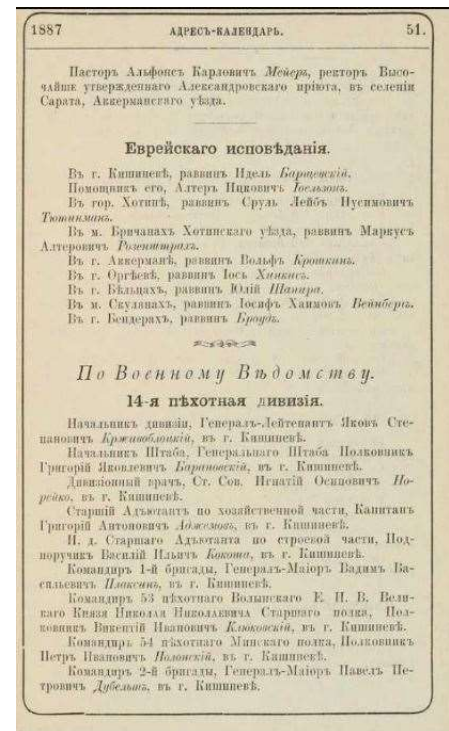 1887 АДРЕСЪ-КАЛЕНДАРЬ. 51.
Пасторъ Альфонсъ Карловичъ Мейеръ, ректоръ Высо-
чайше утвержденнаго Александровскаго пріюта, въ селеніи
Сарата, Аккерманскаго уѣзда.
Еврейскаго исповѣданія.
Въ г. Кишиневѣ, раввинъ Идель Барщевскій.
Помощникъ его, Алтеръ Ицковичъ Іоельзонъ.
Въ гор. Хотинѣ, раввинъ Сруль Лейбъ Нусимовичъ
Тютинманъ.
Въ м. Бричанахъ Хотинскаго уѣзда, раввинъ Маркусъ
Алтеровичъ Розенштрахъ.
Въ г. Аккерманѣ, раввинъ Вольфъ Крошкинъ.
Въ г. Оргѣевѣ, раввинъ Іось Хинкисъ.
Въ г. Бѣльцахъ, раввинъ Юлій Шапира.
Въ м. Скулянахъ, раввинъ Іосифъ Хаимовъ Вейнбергъ.
Въ г. Бендерахъ, раввинъ Броудъ.
По Военному Вѣдомству.
14-я пѣхотная дивизія.
Начальникъ дивизіи, Генералъ-Лейтенантъ Яковъ Сте-
пановичъ Крживоблоцкій, въ г. Кишиневѣ.
Начальникъ Штаба, Генеральнаго Штаба Полковникъ
Григорій Яковлевичъ Барановскій, въ г. Кишиневѣ.
Дивизіонный врачъ, Ст. Сов. Игнатій Осиповичъ По-
рейко, въ г. Кишиневѣ.
Старшій Адъютантъ по хозяйственной части, Капитанъ
Григорій Антоновичъ Аджемовъ, въ г. Кишиневѣ.
И. д. Старшаго Адъютанта по строевой части, Под-
поручикъ Василій Ильичъ Кокота, въ г. Кишиневѣ.
Командиръ 1-й бригады, Генералъ-Маіоръ Вадимъ Ва-
сильевичъ Плаксинъ, въ г. Кишиневѣ.
Командиръ 53 пѣхотнаго Волынскаго Е. И. В. Вели-
каго Князя Николая Николаевича Старшаго полка, Пол-
ковникъ Викентій Ивановичъ Клюковскій, въ г. Кишиневѣ.
Командиръ 54 пѣхотнаго Минскаго полка, Полковникъ
Петръ Ивановичъ Полонскій, въ г. Кишиневѣ.
Командиръ 2-й бригады, Генералъ-Маіоръ Павелъ Пе-
тровичъ Дубельтъ, въ г. Кишиневѣ.